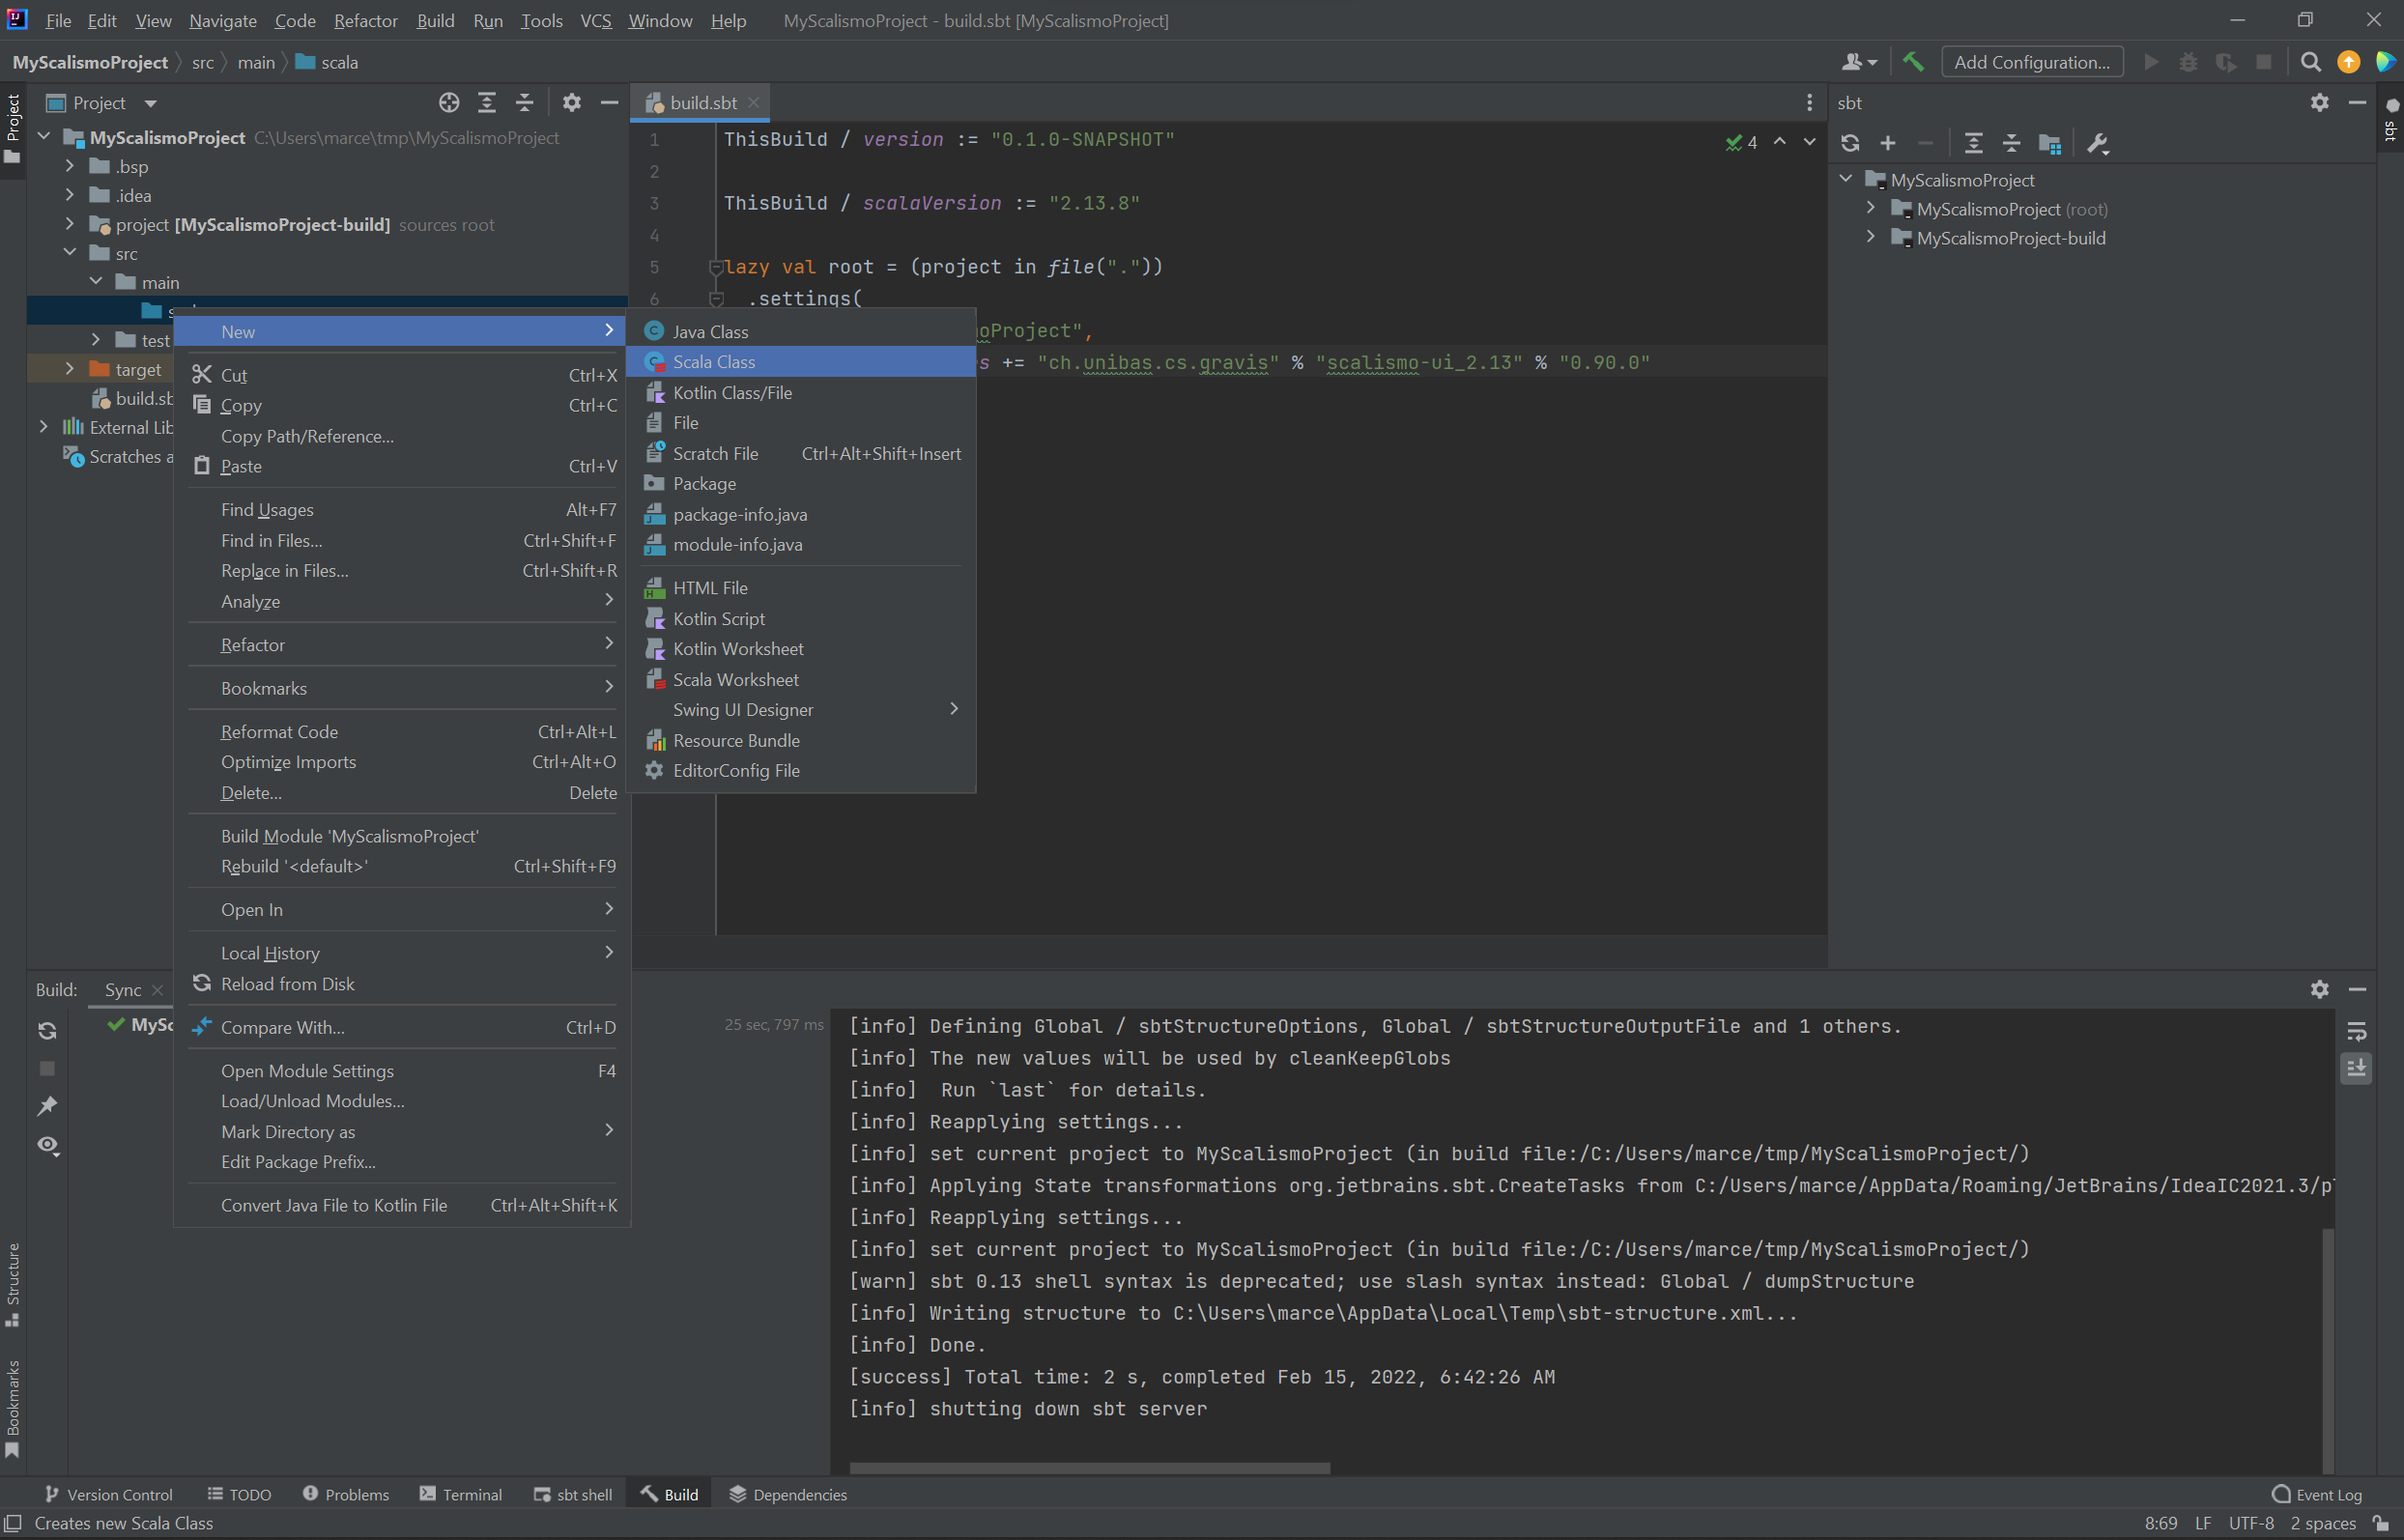 File Edit View Navigate Code Refactor Build Run Tools VCS Window Help MyScalismoProject - build.sbt [MyScalismoProject]
MyScalismoProject src main scala
Add Configuration...
Project
Project
build.sbt
sbt
sbt
MyScalismoProject C:\Users\marce\tmp\MyScalismoProject
.bsp
.idea
project [MyScalismoProject-build] sources root
src
main
test
target
build.sb
External Lib
Scratches a
1 ThisBuild / version := "0.1.0-SNAPSHOT"
2
3 ThisBuild / scalaVersion := "2.13.8"
4
5 lazy val root = (project in file("."))
6 .settings(
oProject",
s += "ch.unibas.cs.gravis" % "scalismo-ui_2.13" % "0.90.0"
4
MyScalismoProject
MyScalismoProject (root)
MyScalismoProject-build
New
Cut Ctrl+X
Copy Ctrl+C
Copy Path/Reference...
Paste Ctrl+V
Find Usages Alt+F7
Find in Files... Ctrl+Shift+F
Replace in Files... Ctrl+Shift+R
Analyze
Refactor
Bookmarks
Reformat Code Ctrl+Alt+L
Optimize Imports Ctrl+Alt+O
Delete... Delete
Build Module 'MyScalismoProject'
Rebuild '<default>' Ctrl+Shift+F9
Open In
Local History
Reload from Disk
Compare With... Ctrl+D
Open Module Settings F4
Load/Unload Modules...
Mark Directory as
Edit Package Prefix...
Convert Java File to Kotlin File Ctrl+Alt+Shift+K
Java Class
Scala Class
Kotlin Class/File
File
Scratch File Ctrl+Alt+Shift+Insert
Package
package-info.java
module-info.java
HTML File
Kotlin Script
Kotlin Worksheet
Scala Worksheet
Swing UI Designer
Resource Bundle
EditorConfig File
Build: Sync
MySc
25 sec, 797 ms
[info] Defining Global / sbtStructureOptions, Global / sbtStructureOutputFile and 1 others.
[info] The new values will be used by cleanKeepGlobs
[info]  Run `last` for details.
[info] Reapplying settings...
[info] set current project to MyScalismoProject (in build file:/C:/Users/marce/tmp/MyScalismoProject/)
[info] Applying State transformations org.jetbrains.sbt.CreateTasks from C:/Users/marce/AppData/Roaming/JetBrains/IdeaIC2021.3/pl
[info] Reapplying settings...
[info] set current project to MyScalismoProject (in build file:/C:/Users/marce/tmp/MyScalismoProject/)
[warn] sbt 0.13 shell syntax is deprecated; use slash syntax instead: Global / dumpStructure
[info] Writing structure to C:\Users\marce\AppData\Local\Temp\sbt-structure.xml...
[info] Done.
[success] Total time: 2 s, completed Feb 15, 2022, 6:42:26 AM
[info] shutting down sbt server
Structure
Bookmarks
Version Control TODO Problems Terminal sbt shell Build Dependencies Event Log
Creates new Scala Class 8:69 LF UTF-8 2 spaces